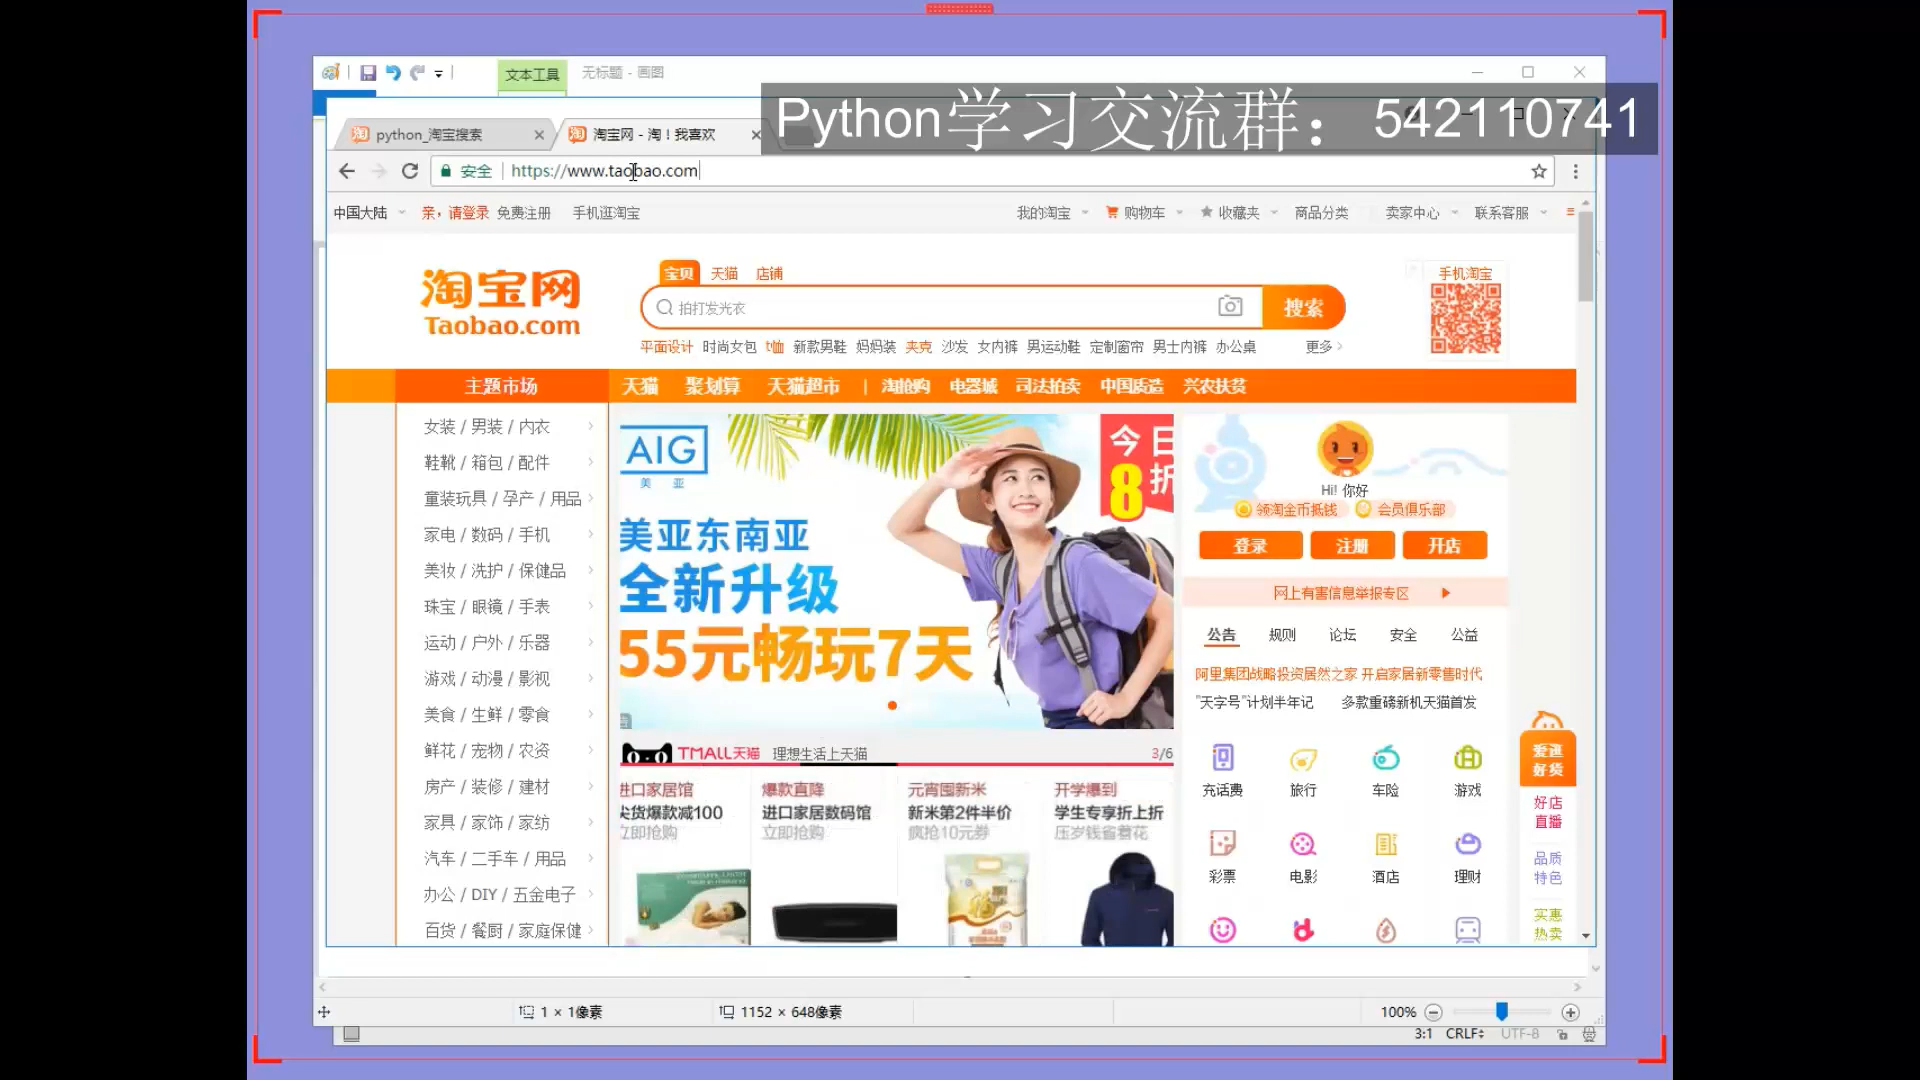 文本工具 无标题 - 画图
Python学习交流群： 542110741
python_淘宝搜索 淘宝网 - 淘！我喜欢
安全 https://www.taobao.com
中国大陆 亲，请登录 免费注册 手机逛淘宝 我的淘宝 购物车 收藏夹 商品分类 卖家中心 联系客服
宝贝 天猫 店铺
手机淘宝
淘宝网
Taobao.com
拍打发光衣 搜索
平面设计 时尚女包 t恤 新款男鞋 妈妈装 夹克 沙发 女内裤 男运动鞋 定制窗帘 男士内裤 办公桌 更多
主题市场 天猫 聚划算 天猫超市 | 淘抢购 电器城 司法拍卖 中国质造 兴农扶贫
女装 / 男装 / 内衣
鞋靴 / 箱包 / 配件
童装玩具 / 孕产 / 用品
家电 / 数码 / 手机
美妆 / 洗护 / 保健品
珠宝 / 眼镜 / 手表
运动 / 户外 / 乐器
游戏 / 动漫 / 影视
美食 / 生鲜 / 零食
鲜花 / 宠物 / 农资
房产 / 装修 / 建材
家具 / 家饰 / 家纺
汽车 / 二手车 / 用品
办公 / DIY / 五金电子
百货 / 餐厨 / 家庭保健
AIG
美亚
今日
8折
美亚东南亚
全新升级
55元畅玩7天
TMALL天猫 理想生活上天猫 3/6
进口家居馆 爆款直降 元宵囤新米 开学爆到
尖货爆款减100 进口家居数码馆 新米第2件半价 学生专享折上折
立即抢购 立即抢购 疯抢10元券 压岁钱省着花
Hi! 你好
领淘金币抵钱 会员俱乐部
登录 注册 开店
网上有害信息举报专区
公告 规则 论坛 安全 公益
阿里集团战略投资居然之家 开启家居新零售时代
"天字号"计划半年记 多款重磅新机天猫首发
充话费 旅行 车险 游戏
彩票 电影 酒店 理财
爱逛
好货
好店
直播
品质
特色
实惠
热卖
1 × 1像素 1152 × 648像素 100%
3:1 CRLF UTF-8